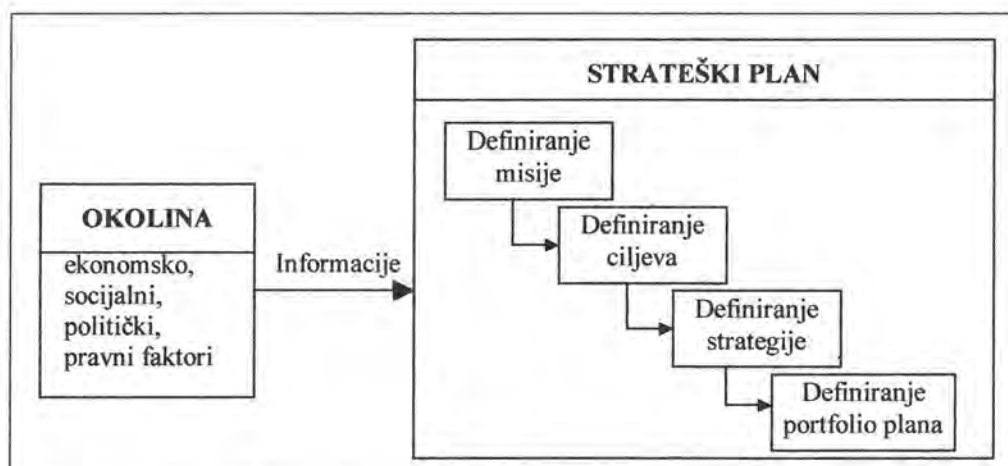 STRATEŠKI PLAN
Definiranje
misije
Definiranje
ciljeva
Definiranje
strategije
Definiranje
portfolio plana
OKOLINA
ekonomsko,
socijalni,
politički,
pravni faktori
Informacije